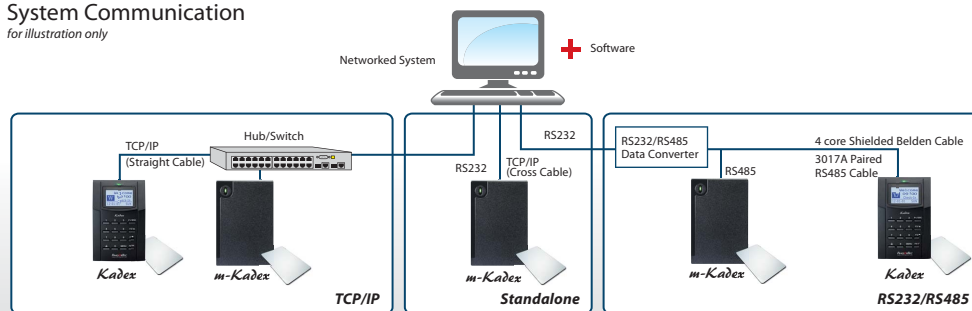 System Communication
for illustration only
Networked System
Software
TCP/IP
(Straight Cable)
Hub/Switch
Kadex
m-Kadex
TCP/IP
RS232
TCP/IP
(Cross Cable)
m-Kadex
Standalone
RS232
RS232/RS485
Data Converter
RS485
4 core Shielded Belden Cable
3017A Paired
RS485 Cable
m-Kadex
Kadex
RS232/RS485